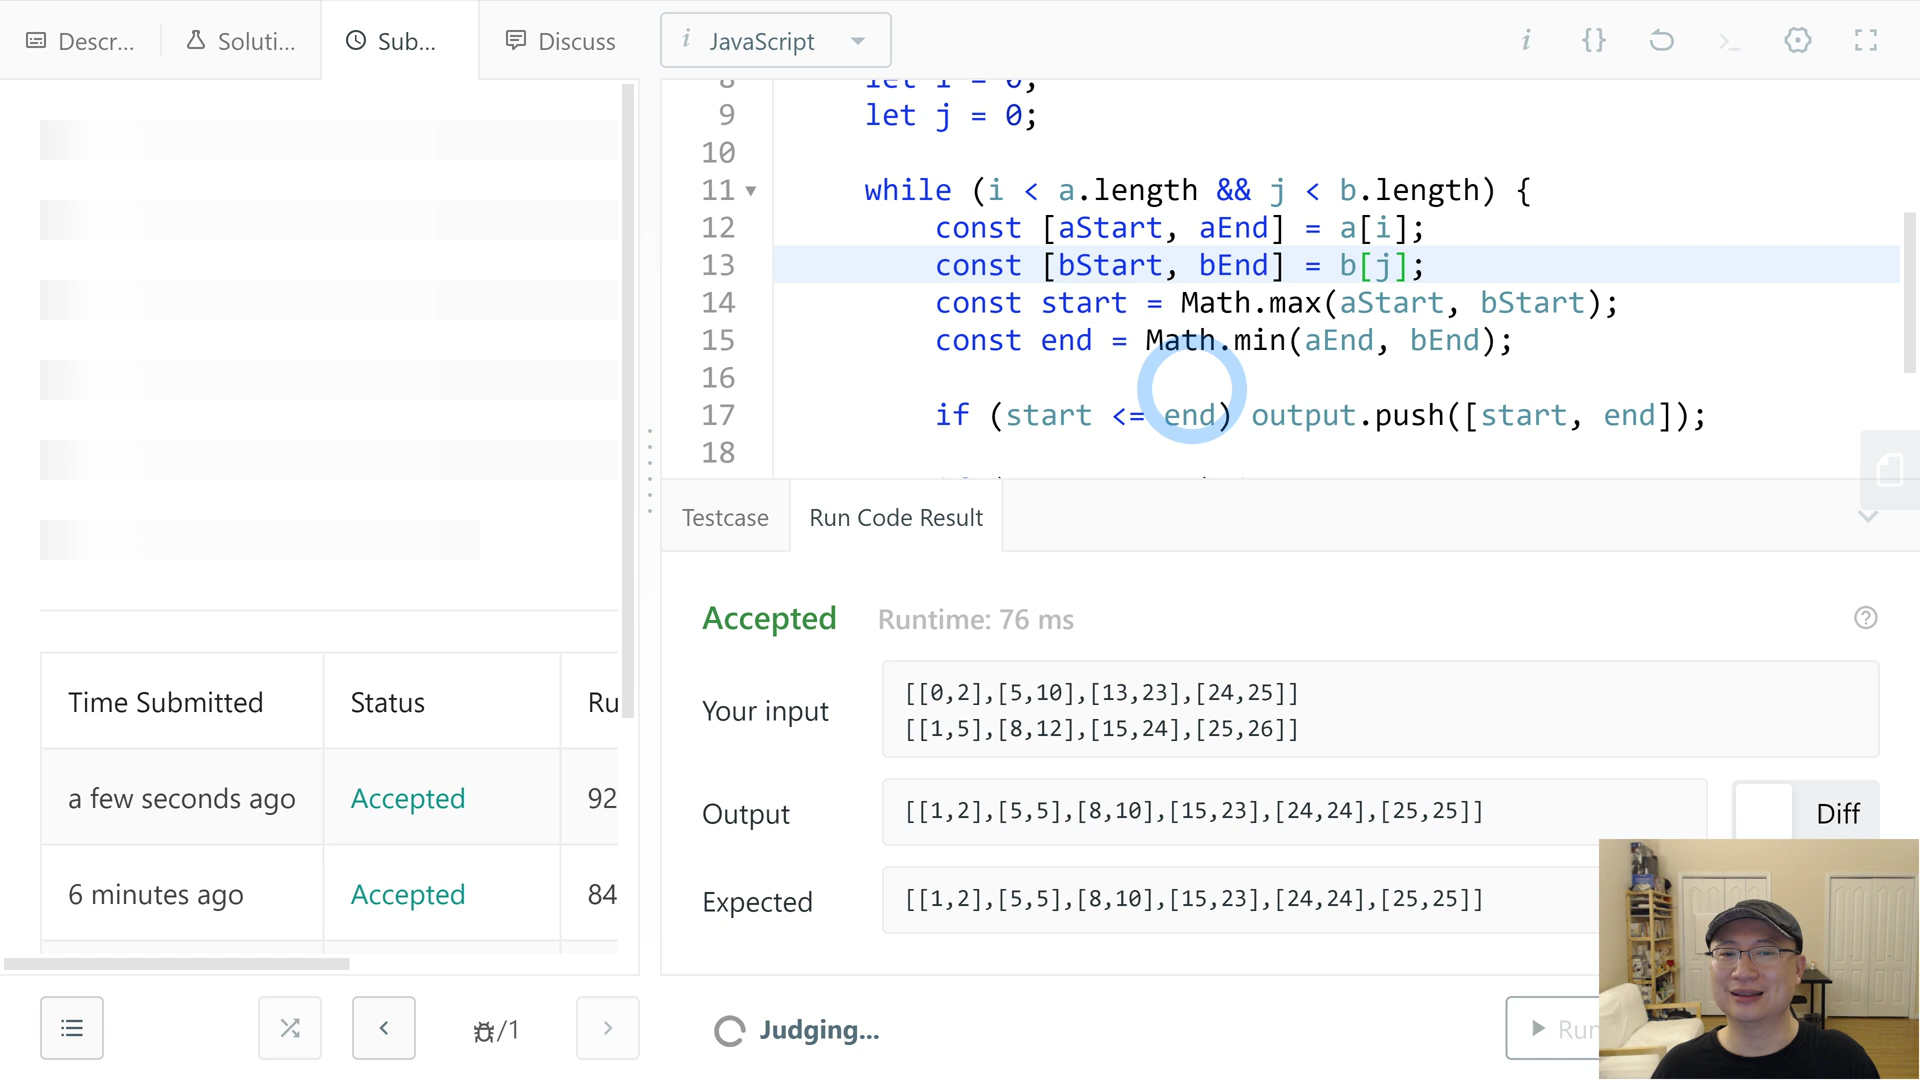 Descr...
Soluti...
Sub...
Discuss
i JavaScript
i {} >_
8 let i = 0;
9 let j = 0;
10
11 while (i < a.length && j < b.length) {
12 const [aStart, aEnd] = a[i];
13 const [bStart, bEnd] = b[j];
14 const start = Math.max(aStart, bStart);
15 const end = Math.min(aEnd, bEnd);
16
17 if (start <= end) output.push([start, end]);
18
Testcase
Run Code Result
Accepted Runtime: 76 ms
Your input
[[0,2],[5,10],[13,23],[24,25]]
[[1,5],[8,12],[15,24],[25,26]]
Output
[[1,2],[5,5],[8,10],[15,23],[24,24],[25,25]]
Diff
Expected
[[1,2],[5,5],[8,10],[15,23],[24,24],[25,25]]
Time Submitted Status Ru
a few seconds ago Accepted 92
6 minutes ago Accepted 84
/1
Judging...
Run